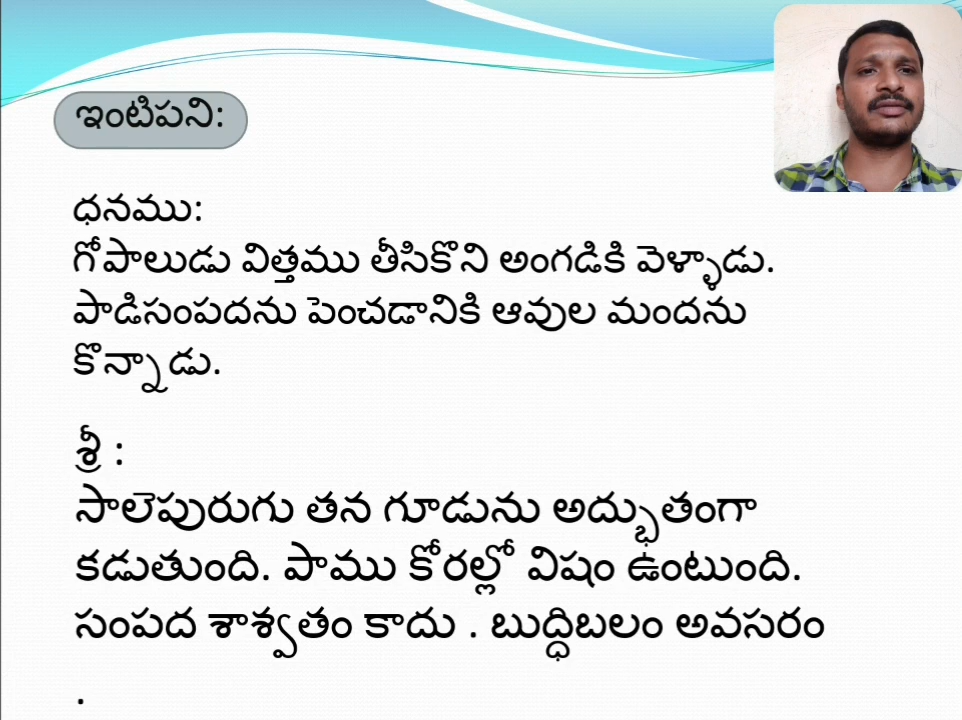 ఇంటిపని:
ధనము:
గోపాలుడు విత్తము తీసికొని అంగడికి వెళ్ళాడు.
పాడిసంపదను పెంచడానికి ఆవుల మందను
కొన్నాడు.
శ్రీ :
సాలెపురుగు తన గూడును అద్భుతంగా
కడుతుంది. పాము కోరల్లో విషం ఉంటుంది.
సంపద శాశ్వతం కాదు . బుద్ధిబలం అవసరం
.